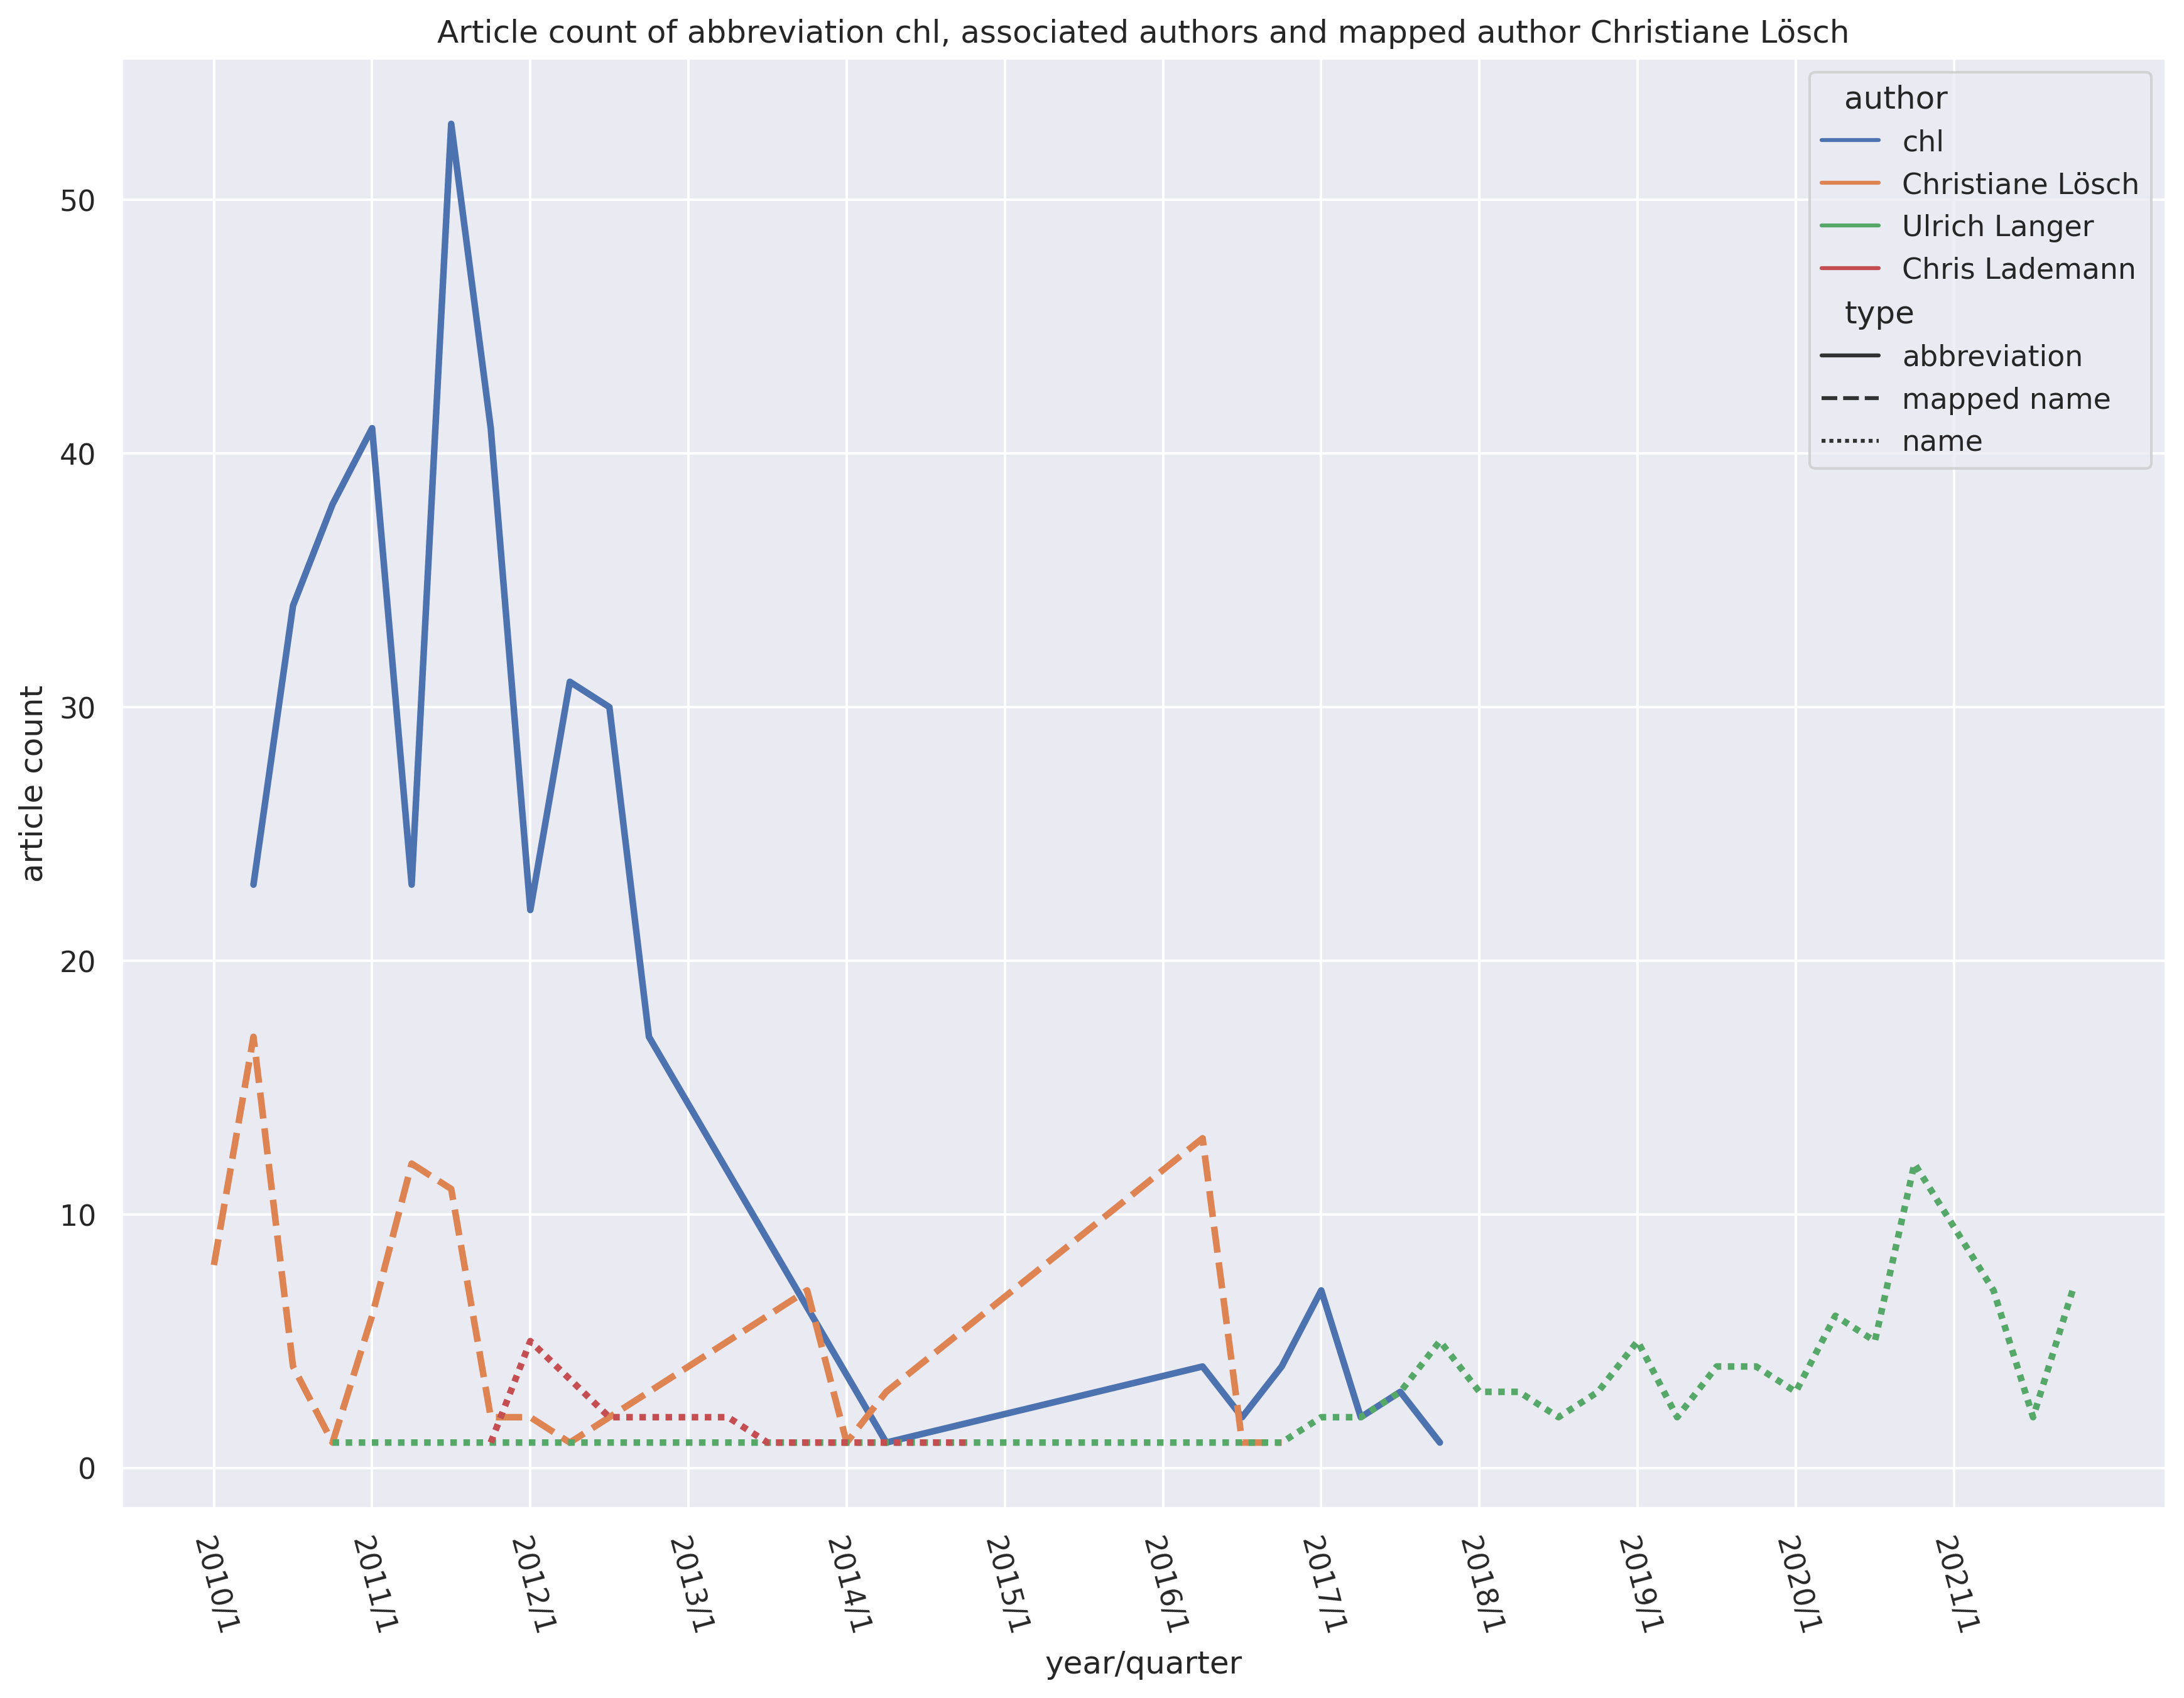 Article count of abbreviation chl, associated authors and mapped author Christiane Lösch
author
chl
Christiane Lösch
Ulrich Langer
Chris Lademann
type
abbreviation
mapped name
name
article count
50
40
30
20
10
0
2010/1
2011/1
2012/1
2013/1
2014/1
2015/1
2016/1
2017/1
2018/1
2019/1
2020/1
2021/1
year/quarter